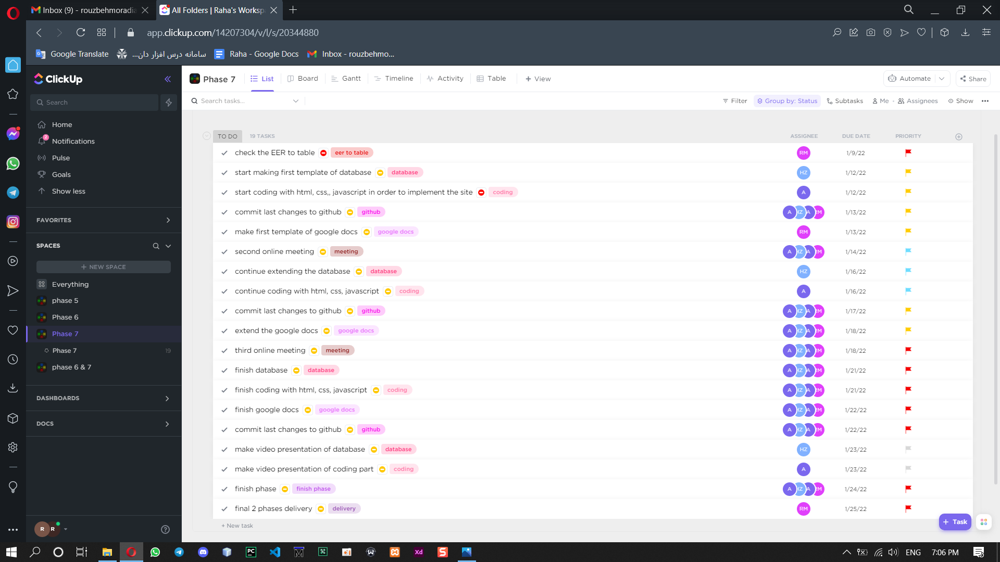 Inbox (9) - rouzbehmoradia
All Folders | Raha's Workspa
app.clickup.com/14207304/v/l/s/20344880
Google Translate
سامانه درس افزار دان...
Raha - Google Docs
Inbox - rouzbehmo...
ClickUp
Search
Home
2
Notifications
Pulse
Goals
Show less
FAVORITES
SPACES
+ NEW SPACE
Everything
phase 5
Phase 6
Phase 7
Phase 7 19
phase 6 & 7
DASHBOARDS
DOCS
R R
Phase 7 List Board Gantt Timeline Activity Table + View Automate Share
Search tasks... Filter Group by: Status Subtasks Me Assignees Show
TO DO 19 TASKS ASSIGNEE DUE DATE PRIORITY
check the EER to table eer to table RM 1/9/22
start making first template of database database HZ 1/12/22
start coding with html, css,, javascript in order to implement the site coding A 1/12/22
commit last changes to github github A HZ A RM 1/13/22
make first template of google docs google docs RM 1/13/22
second online meeting meeting A HZ A RM 1/14/22
continue extending the database database HZ 1/16/22
continue coding with html, css, javascript coding A 1/16/22
commit last changes to github github A HZ A RM 1/17/22
extend the google docs google docs A HZ A RM 1/18/22
third online meeting meeting A HZ A RM 1/18/22
finish database database A HZ A RM 1/21/22
finish coding with html, css, javascript coding A HZ A RM 1/21/22
finish google docs google docs A HZ A RM 1/22/22
commit last changes to github github A HZ A RM 1/22/22
make video presentation of database database HZ 1/23/22
make video presentation of coding part coding A 1/23/22
finish phase finish phase A HZ A RM 1/24/22
final 2 phases delivery delivery RM 1/25/22
+ New task
+ Task
PC
Xd
S
ENG 7:06 PM